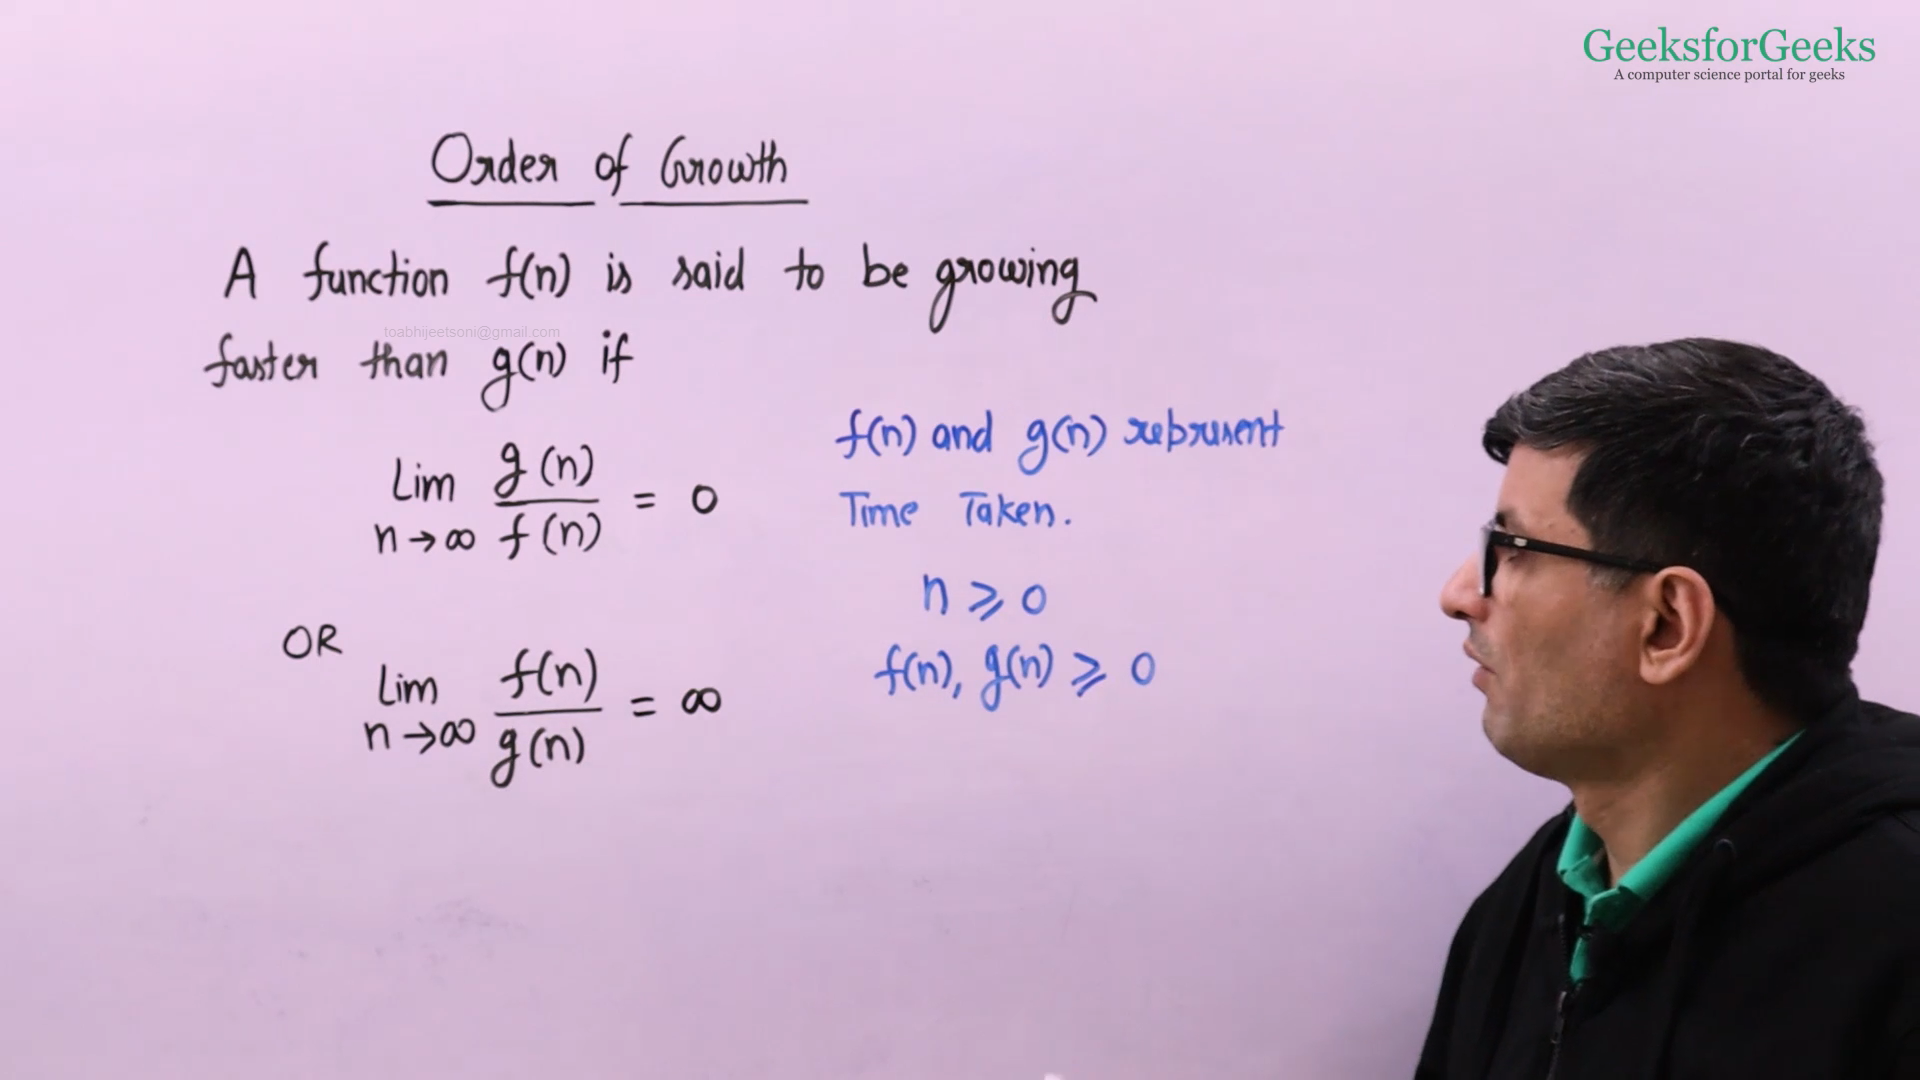 GeeksforGeeks
A computer science portal for geeks
Order of Growth
A function f(n) is said to be growing
toabhijeetsoni@gmail.com
faster than g(n) if
Lim n→∞ g(n)/f(n) = 0
OR
Lim n→∞ f(n)/g(n) = ∞
f(n) and g(n) represent
Time Taken.
n ⩾ 0
f(n), g(n) ⩾ 0